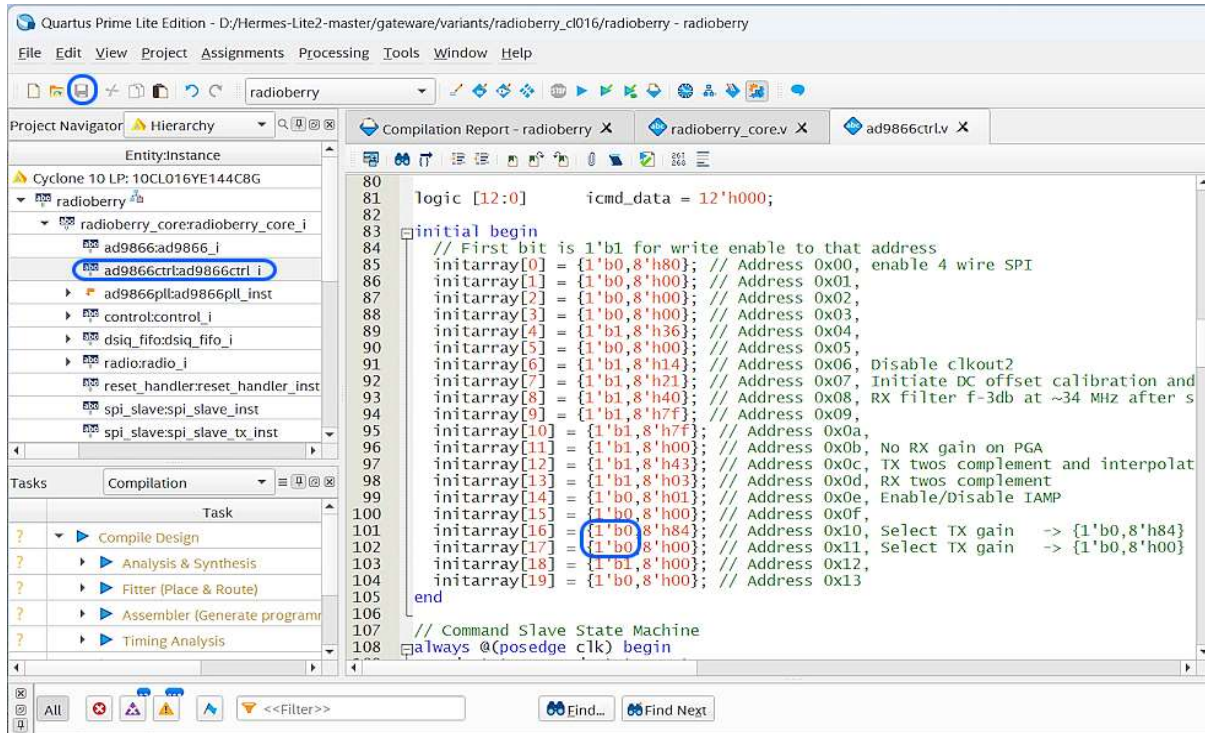 Quartus Prime Lite Edition - D:/Hermes-Lite2-master/gateware/variants/radioberry_cl016/radioberry - radioberry
File Edit View Project Assignments Processing Tools Window Help
radioberry
Project Navigator Hierarchy
Entity:Instance
Cyclone 10 LP: 10CL016YE144C8G
radioberry
radioberry_core:radioberry_core_i
ad9866:ad9866_i
ad9866ctrl:ad9866ctrl_i
ad9866pll:ad9866pll_inst
control:control_i
dsiq_fifo:dsiq_fifo_i
radio:radio_i
reset_handler:reset_handler_inst
spi_slave:spi_slave_inst
spi_slave:spi_slave_tx_inst
Tasks Compilation
Task
? Compile Design
? Analysis & Synthesis
? Fitter (Place & Route)
? Assembler (Generate programr
? Timing Analysis
Compilation Report - radioberry X radioberry_core.v X ad9866ctrl.v X
80
81 logic [12:0] icmd_data = 12'h000;
82
83 initial begin
84 // First bit is 1'b1 for write enable to that address
85 initarray[0] = {1'b0,8'h80}; // Address 0x00, enable 4 wire SPI
86 initarray[1] = {1'b0,8'h00}; // Address 0x01,
87 initarray[2] = {1'b0,8'h00}; // Address 0x02,
88 initarray[3] = {1'b0,8'h00}; // Address 0x03,
89 initarray[4] = {1'b1,8'h36}; // Address 0x04,
90 initarray[5] = {1'b0,8'h00}; // Address 0x05,
91 initarray[6] = {1'b1,8'h14}; // Address 0x06, Disable clkout2
92 initarray[7] = {1'b1,8'h21}; // Address 0x07, Initiate DC offset calibration and
93 initarray[8] = {1'b1,8'h40}; // Address 0x08, RX filter f-3db at ~34 MHz after s
94 initarray[9] = {1'b1,8'h7f}; // Address 0x09,
95 initarray[10] = {1'b1,8'h7f}; // Address 0x0a,
96 initarray[11] = {1'b1,8'h00}; // Address 0x0b, No RX gain on PGA
97 initarray[12] = {1'b1,8'h43}; // Address 0x0c, TX twos complement and interpolat
98 initarray[13] = {1'b1,8'h03}; // Address 0x0d, RX twos complement
99 initarray[14] = {1'b0,8'h01}; // Address 0x0e, Enable/Disable IAMP
100 initarray[15] = {1'b0,8'h00}; // Address 0x0f,
101 initarray[16] = {1'b0,8'h84}; // Address 0x10, Select TX gain -> {1'b0,8'h84}
102 initarray[17] = {1'b0,8'h00}; // Address 0x11, Select TX gain -> {1'b0,8'h00}
103 initarray[18] = {1'b1,8'h00}; // Address 0x12,
104 initarray[19] = {1'b0,8'h00}; // Address 0x13
105 end
106
107 // Command Slave State Machine
108 always @(posedge clk) begin
All <<Filter>> Find... Find Next